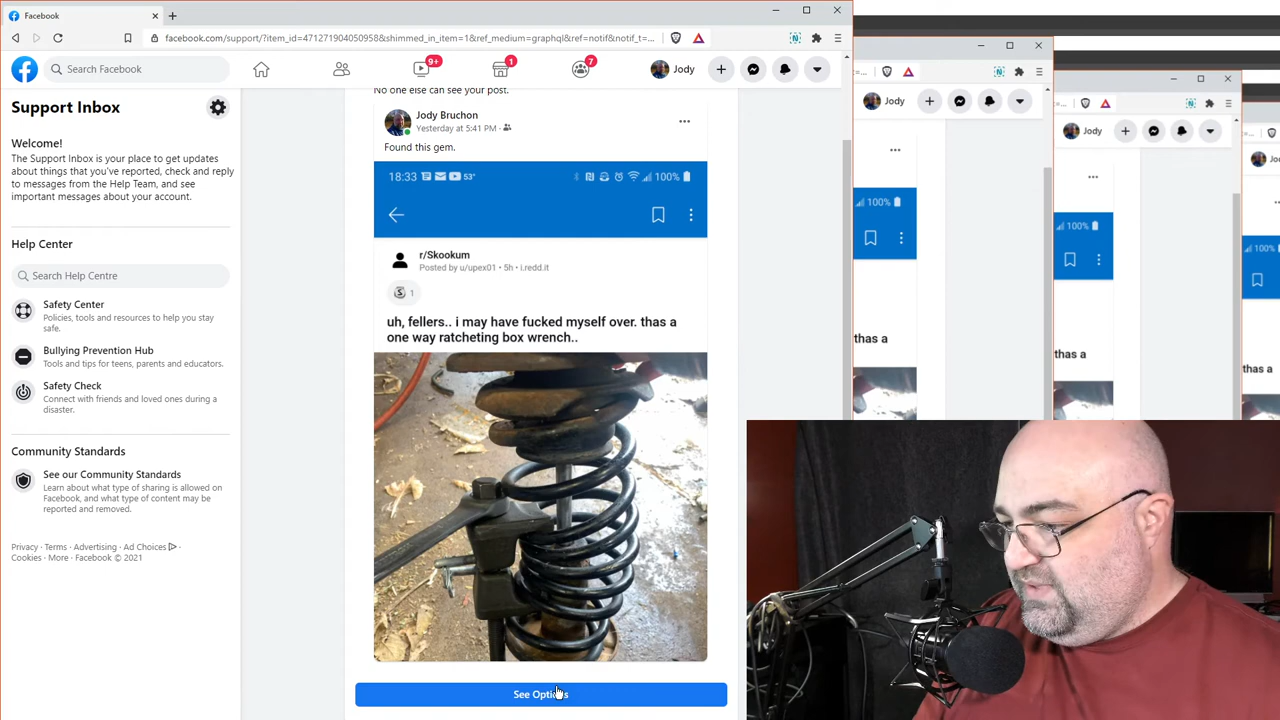 Facebook
facebook.com/support/?item_id=471271904050958&shimmed_in_item=1&ref_medium=graphql&ref=notif&notif_t=...
Search Facebook
9+
1
7
Jody
Support Inbox
Welcome!
The Support Inbox is your place to get updates
about things that you've reported, check and reply
to messages from the Help Team, and see
important messages about your account.
Help Center
Search Help Centre
Safety Center
Policies, tools and resources to help you stay
safe.
Bullying Prevention Hub
Tools and tips for teens, parents and educators.
Safety Check
Connect with friends and loved ones during a
disaster.
Community Standards
See our Community Standards
Learn about what type of sharing is allowed on
Facebook, and what type of content may be
reported and removed.
Privacy · Terms · Advertising · Ad Choices ·
Cookies · More · Facebook © 2021
No one else can see your post.
Jody Bruchon
Yesterday at 5:41 PM ·
Found this gem.
18:33 53° 100%
r/Skookum
Posted by u/upex01 • 5h • i.redd.it
1
uh, fellers.. i may have fucked myself over. thas a
one way ratcheting box wrench..
See Options
Jody
100%
thas a
Jody
100%
thas a
100%
thas a